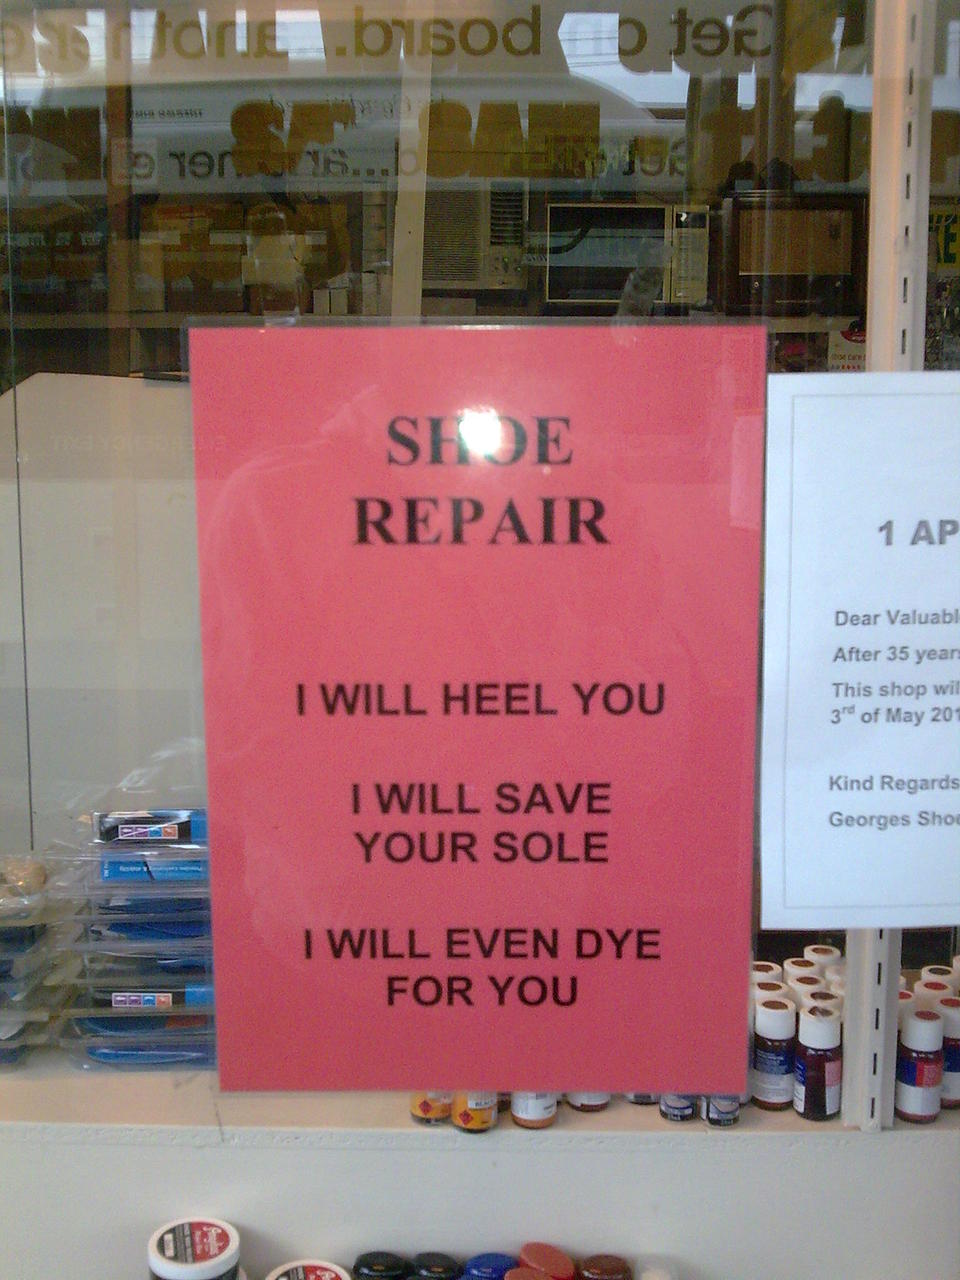 Get on board. another
SHOE
REPAIR
I WILL HEEL YOU
I WILL SAVE
YOUR SOLE
I WILL EVEN DYE
FOR YOU
1 AP
Dear Valuabl
After 35 years
This shop wil
3rd of May 201
Kind Regards
Georges Shoe